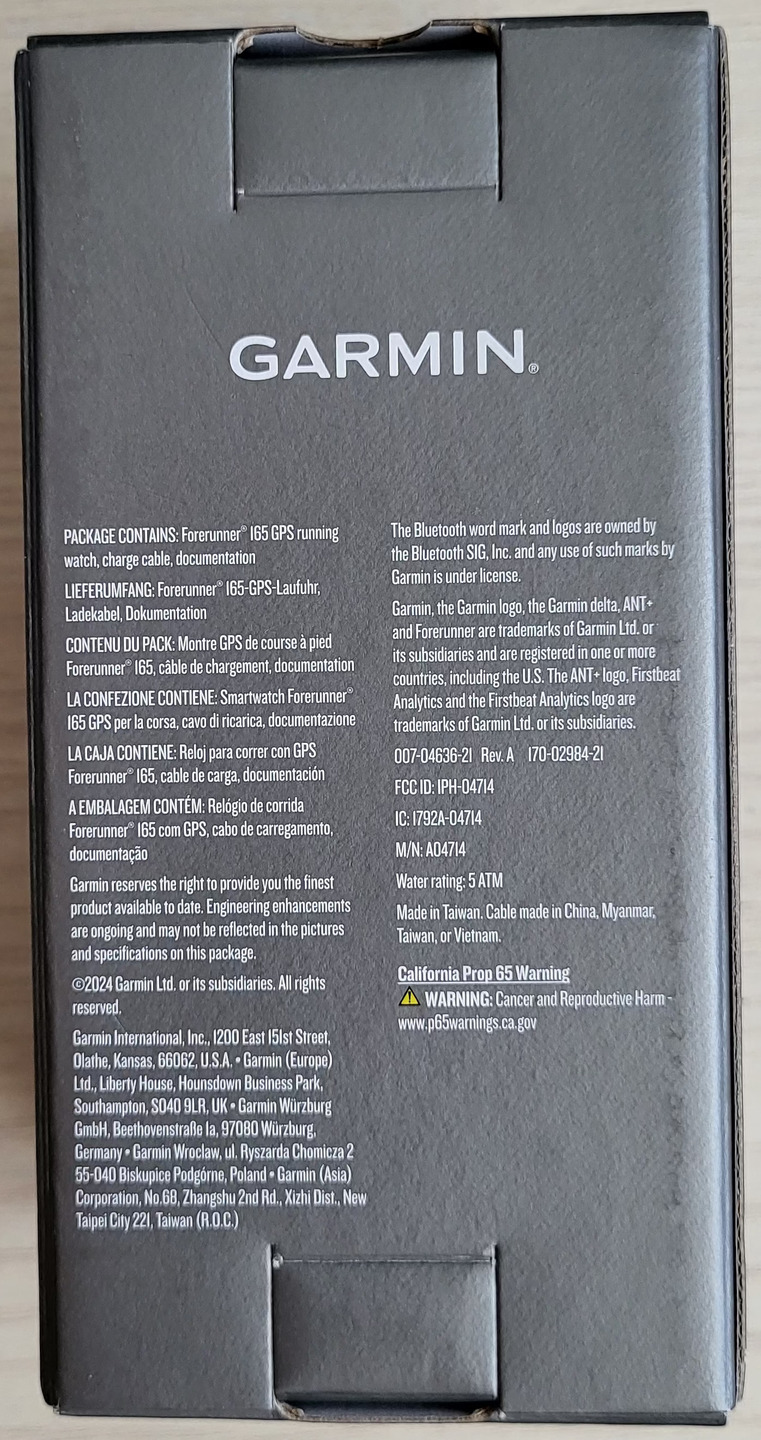 GARMIN®
PACKAGE CONTAINS: Forerunner® 165 GPS running
watch, charge cable, documentation
LIEFERUMFANG: Forerunner® 165-GPS-Laufuhr,
Ladekabel, Dokumentation
CONTENU DU PACK: Montre GPS de course à pied
Forerunner® 165, câble de chargement, documentation
LA CONFEZIONE CONTIENE: Smartwatch Forerunner®
165 GPS per la corsa, cavo di ricarica, documentazione
LA CAJA CONTIENE: Reloj para correr con GPS
Forerunner® 165, cable de carga, documentación
A EMBALAGEM CONTÉM: Relógio de corrida
Forerunner® 165 com GPS, cabo de carregamento,
documentação
Garmin reserves the right to provide you the finest
product available to date. Engineering enhancements
are ongoing and may not be reflected in the pictures
and specifications on this package.
©2024 Garmin Ltd. or its subsidiaries. All rights
reserved.
Garmin International, Inc., 1200 East 151st Street,
Olathe, Kansas, 66062, U.S.A. • Garmin (Europe)
Ltd., Liberty House, Hounsdown Business Park,
Southampton, SO40 9LR, UK • Garmin Würzburg
GmbH, Beethovenstraße 1a, 97080 Würzburg,
Germany • Garmin Wroclaw, ul. Ryszarda Chomicza 2
55-040 Biskupice Podgórne, Poland • Garmin (Asia)
Corporation, No.68, Zhangshu 2nd Rd., Xizhi Dist., New
Taipei City 221, Taiwan (R.O.C.)
The Bluetooth word mark and logos are owned by
the Bluetooth SIG, Inc. and any use of such marks by
Garmin is under license.
Garmin, the Garmin logo, the Garmin delta, ANT+
and Forerunner are trademarks of Garmin Ltd. or
its subsidiaries and are registered in one or more
countries, including the U.S. The ANT+ logo, Firstbeat
Analytics and the Firstbeat Analytics logo are
trademarks of Garmin Ltd. or its subsidiaries.
007-04636-21 Rev. A 170-02984-21
FCC ID: IPH-04714
IC: 1792A-04714
M/N: A04714
Water rating: 5 ATM
Made in Taiwan. Cable made in China, Myanmar,
Taiwan, or Vietnam.
California Prop 65 Warning
WARNING: Cancer and Reproductive Harm -
www.p65warnings.ca.gov